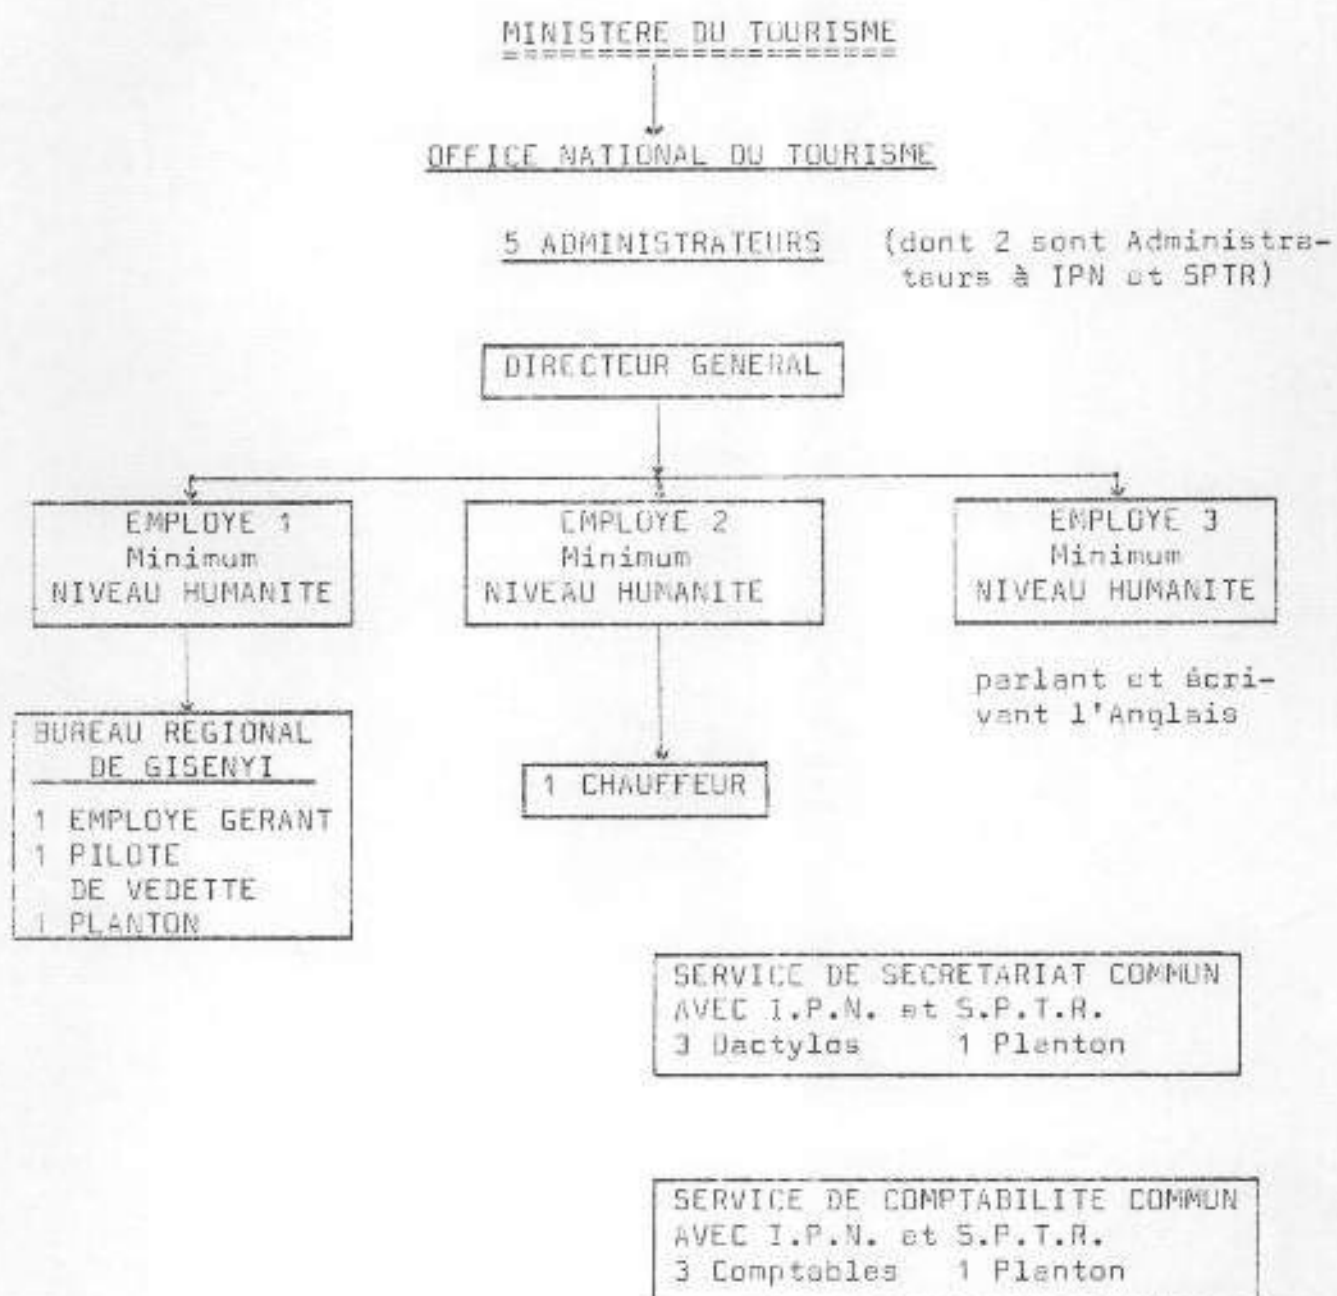 MINISTERE DU TOURISME
OFFICE NATIONAL DU TOURISME
5 ADMINISTRATEURS (dont 2 sont Administra-
teurs à IPN et SPTR)
DIRECTEUR GENERAL
EMPLOYE 1
Minimum
NIVEAU HUMANITE
EMPLOYE 2
Minimum
NIVEAU HUMANITE
EMPLOYE 3
Minimum
NIVEAU HUMANITE
parlant et écri-
vant l'Anglais
BUREAU REGIONAL
DE GISENYI
1 EMPLOYE GERANT
1 PILOTE
DE VEDETTE
1 PLANTON
1 CHAUFFEUR
SERVICE DE SECRETARIAT COMMUN
AVEC I.P.N. et S.P.T.R.
3 Dactylos 1 Planton
SERVICE DE COMPTABILITE COMMUN
AVEC I.P.N. et S.P.T.R.
3 Comptables 1 Planton